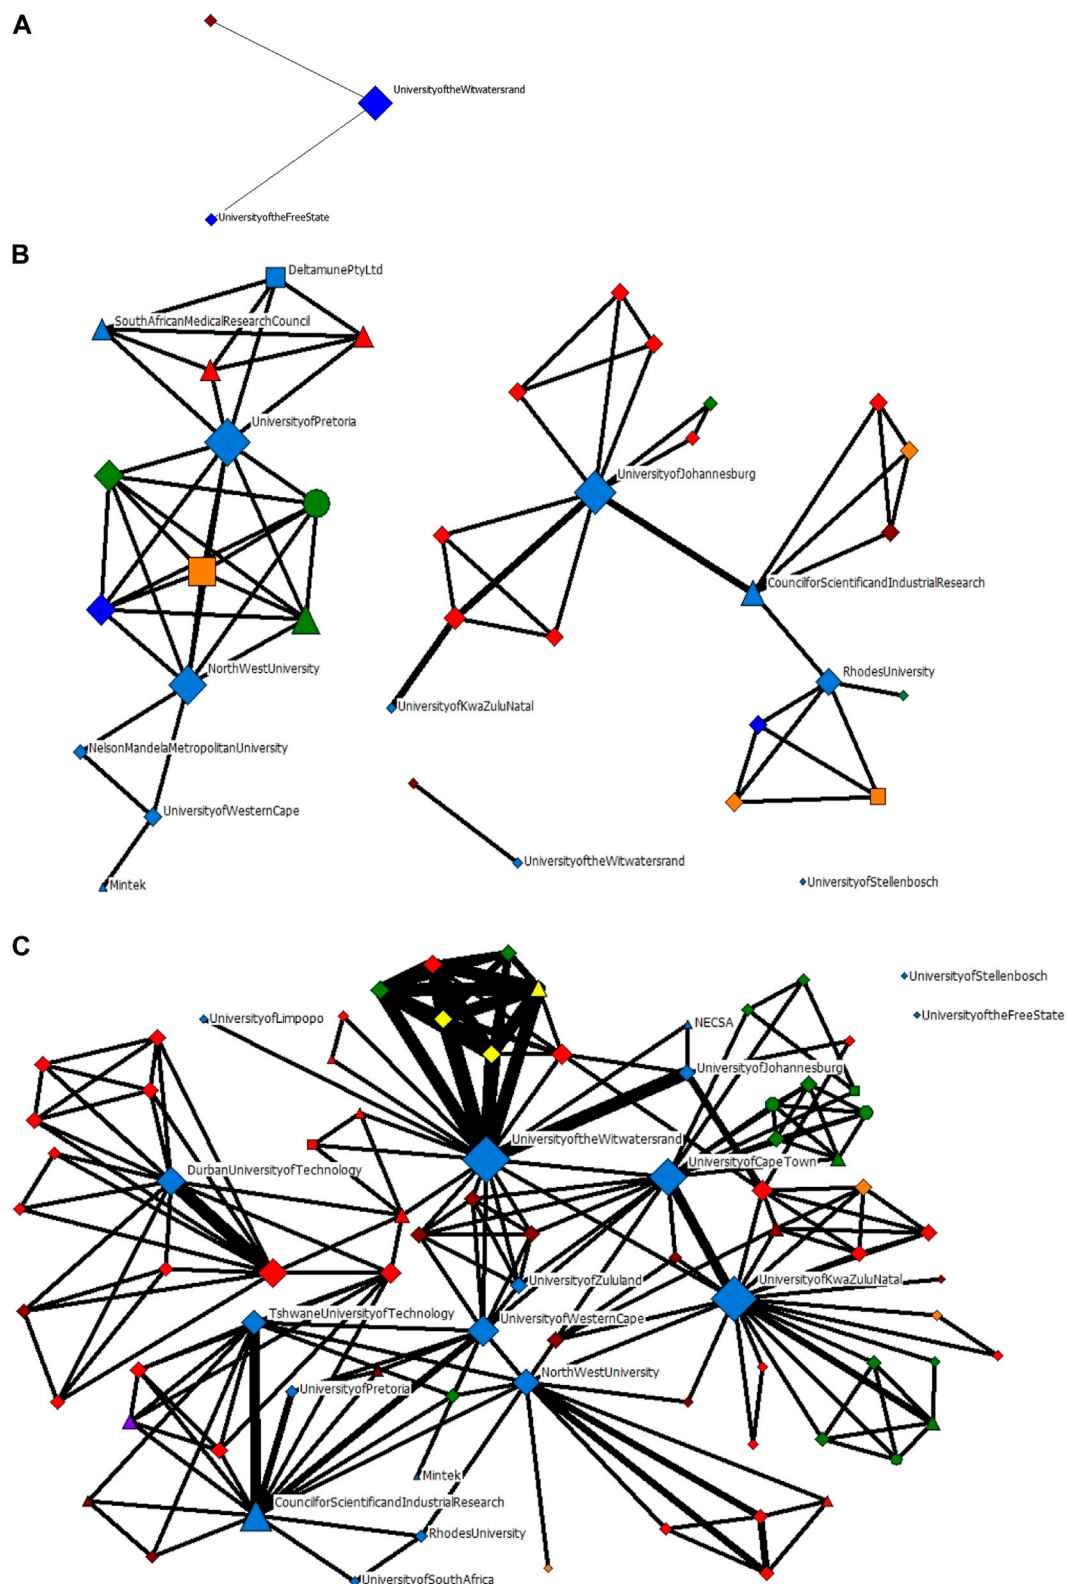 A
UniversityoftheWitwatersrand
UniversityoftheFreeState
B
DeltamunePtyLtd
SouthAfricanMedicalResearchCouncil
UniversityofPretoria
UniversityofJohannesburg
CouncilforScientificandIndustrialResearch
NorthWestUniversity
RhodesUniversity
UniversityofKwaZuluNatal
NelsonMandelaMetropolitanUniversity
UniversityofWesternCape
UniversityoftheWitwatersrand
Mintek
UniversityofStellenbosch
C
UniversityofStellenbosch
UniversityofLimpopo
NECSA
UniversityoftheFreeState
UniversityofJohannesburg
UniversityoftheWitwatersrand
DurbanUniversityofTechnology
UniversityofCapeTown
UniversityofZululand
UniversityofKwaZuluNatal
TshwaneUniversityofTechnology
UniversityofWesternCape
NorthWestUniversity
UniversityofPretoria
Mintek
CouncilforScientificandIndustrialResearch
RhodesUniversity
UniversityofSouthAfrica